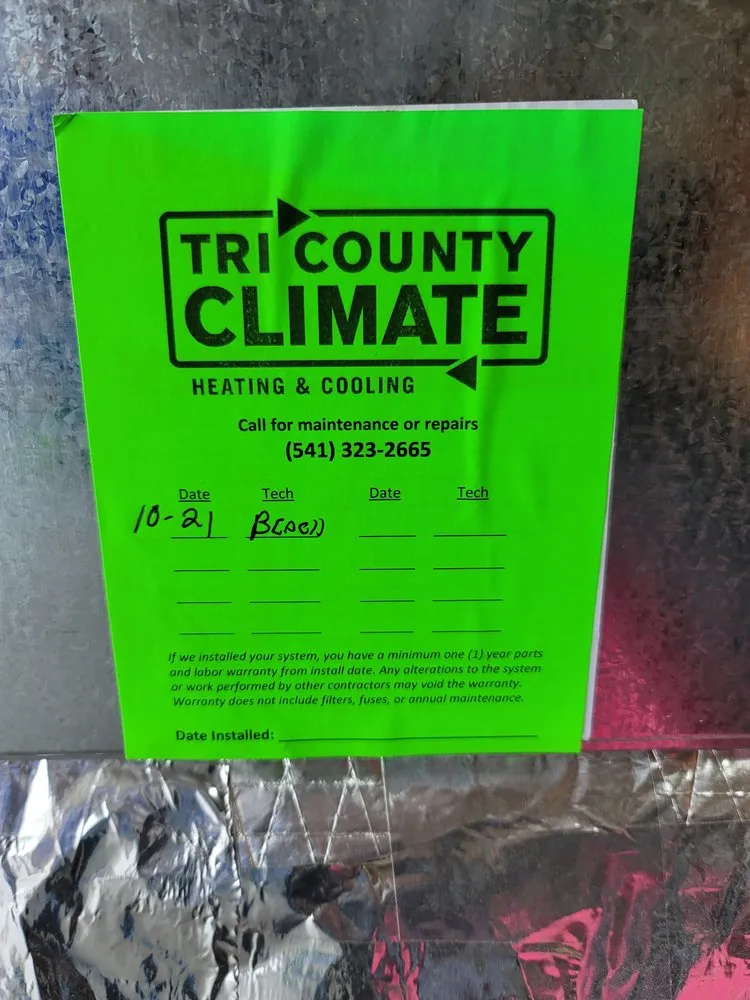 TRI COUNTY
CLIMATE
HEATING & COOLING
Call for maintenance or repairs
(541) 323-2665
Date Tech Date Tech
10-21
If we installed your system, you have a minimum one (1) year parts
and labor warranty from install date. Any alterations to the system
or work performed by other contractors may void the warranty.
Warranty does not include filters, fuses, or annual maintenance.
Date Installed: